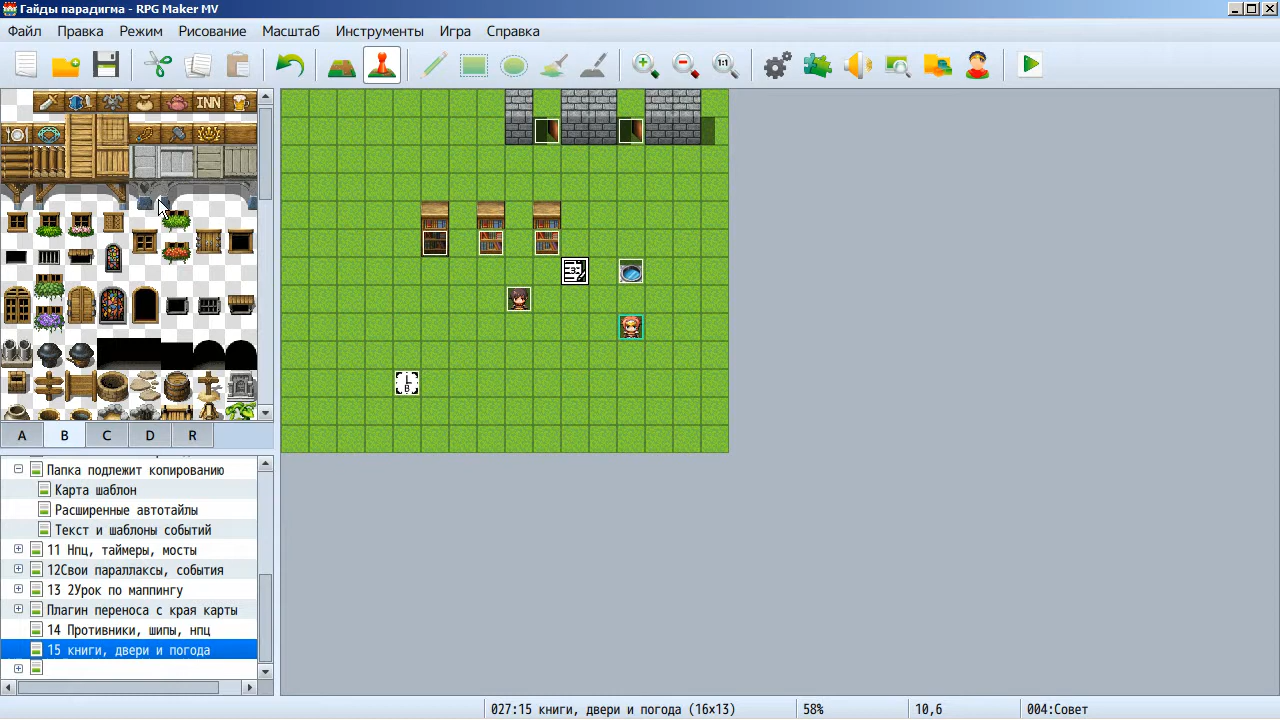 Гайды парадигма - RPG Maker MV
Файл Правка Режим Рисование Масштаб Инструменты Игра Справка
1:1
INN
A B C D R
Папка подлежит копированию
Карта шаблон
Расширенные автотайлы
Текст и шаблоны событий
11 Нпц, таймеры, мосты
12Свои параллаксы, события
13 2Урок по маппингу
Плагин переноса с края карты
14 Противники, шипы, нпц
15 книги, двери и погода
027:15 книги, двери и погода (16x13) 58% 10,6 004:Совет